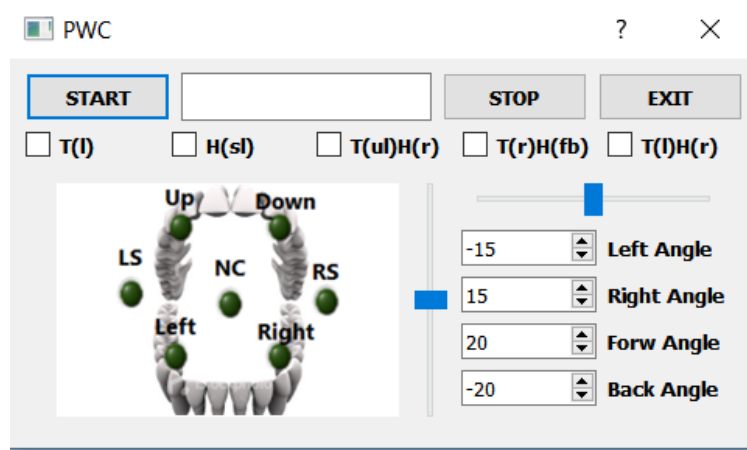 PWC ?
START STOP EXIT
T(l) H(sl) T(ul)H(r) T(r)H(fb) T(l)H(r)
Up Down
LS NC RS
Left Right
-15 Left Angle
15 Right Angle
20 Forw Angle
-20 Back Angle